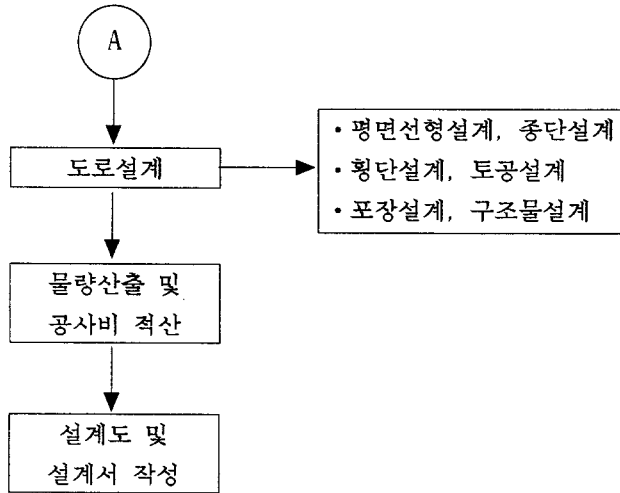 A
도로설계
• 평면선형설계, 종단설계
• 횡단설계, 토공설계
• 포장설계, 구조물설계
물량산출 및
공사비 적산
설계도 및
설계서 작성